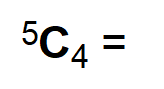 ⁵C₄ =